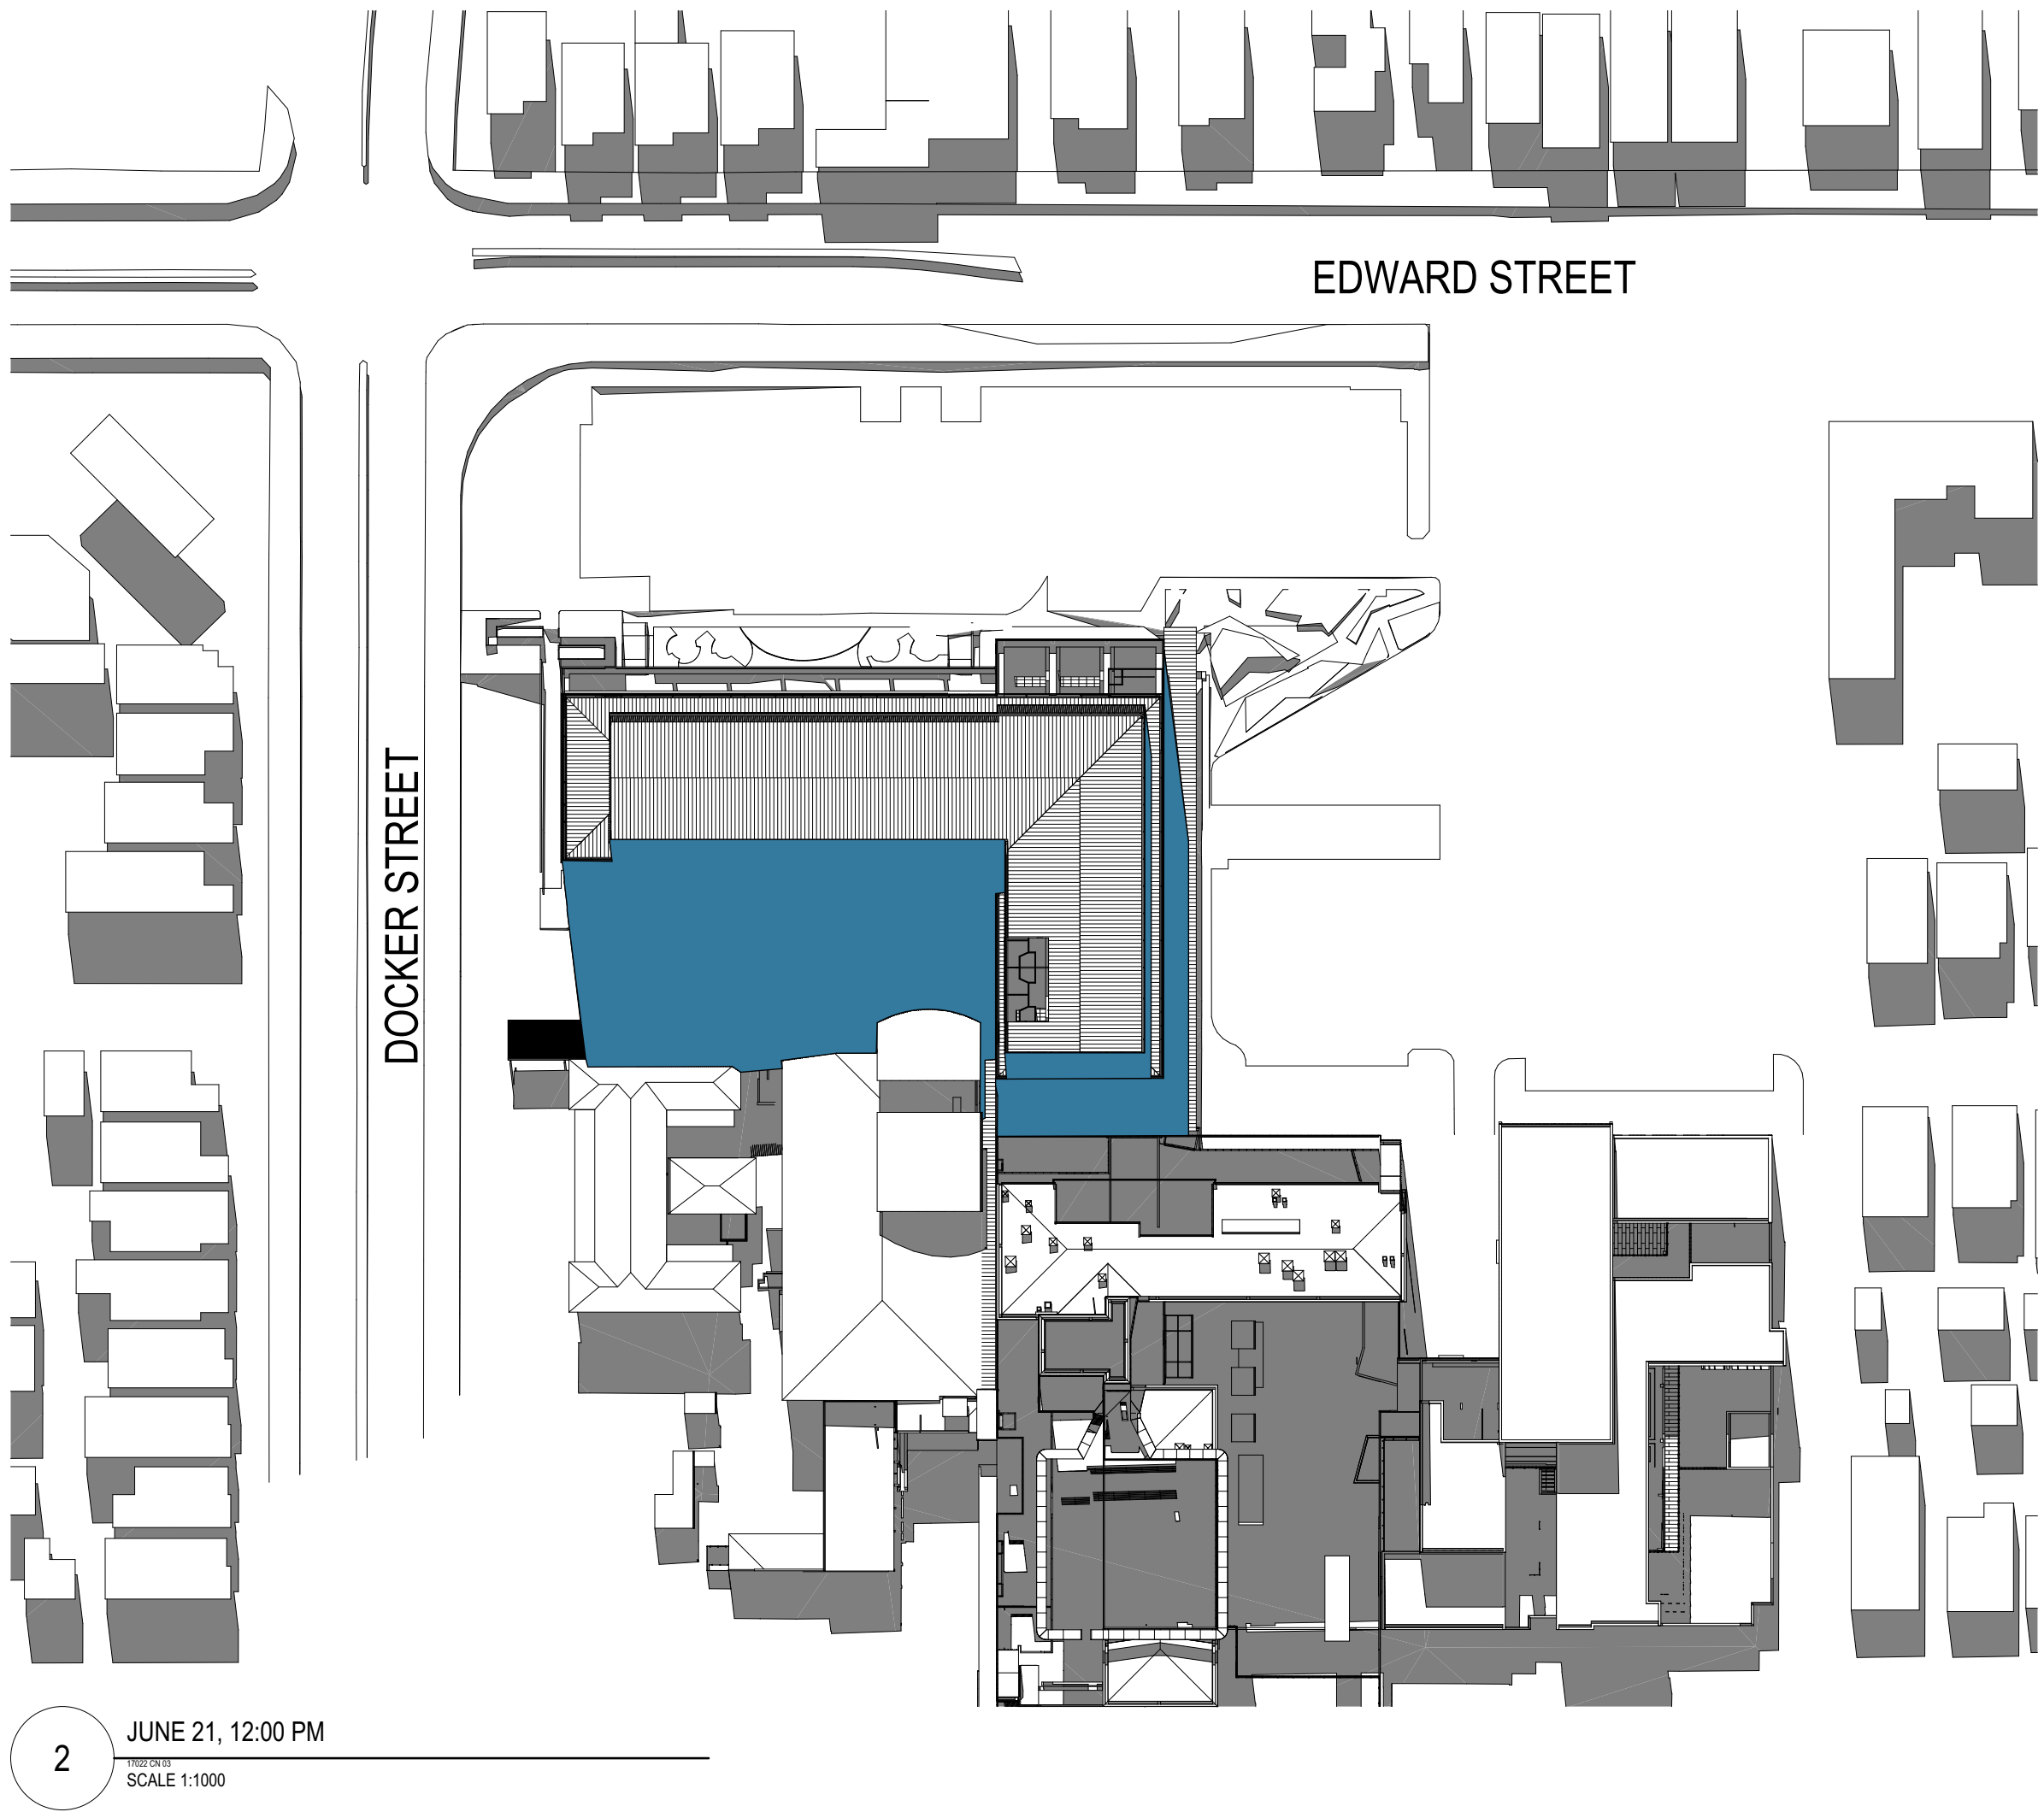 EDWARD STREET
DOCKER STREET
2
JUNE 21, 12:00 PM
17022 CN 03
SCALE 1:1000